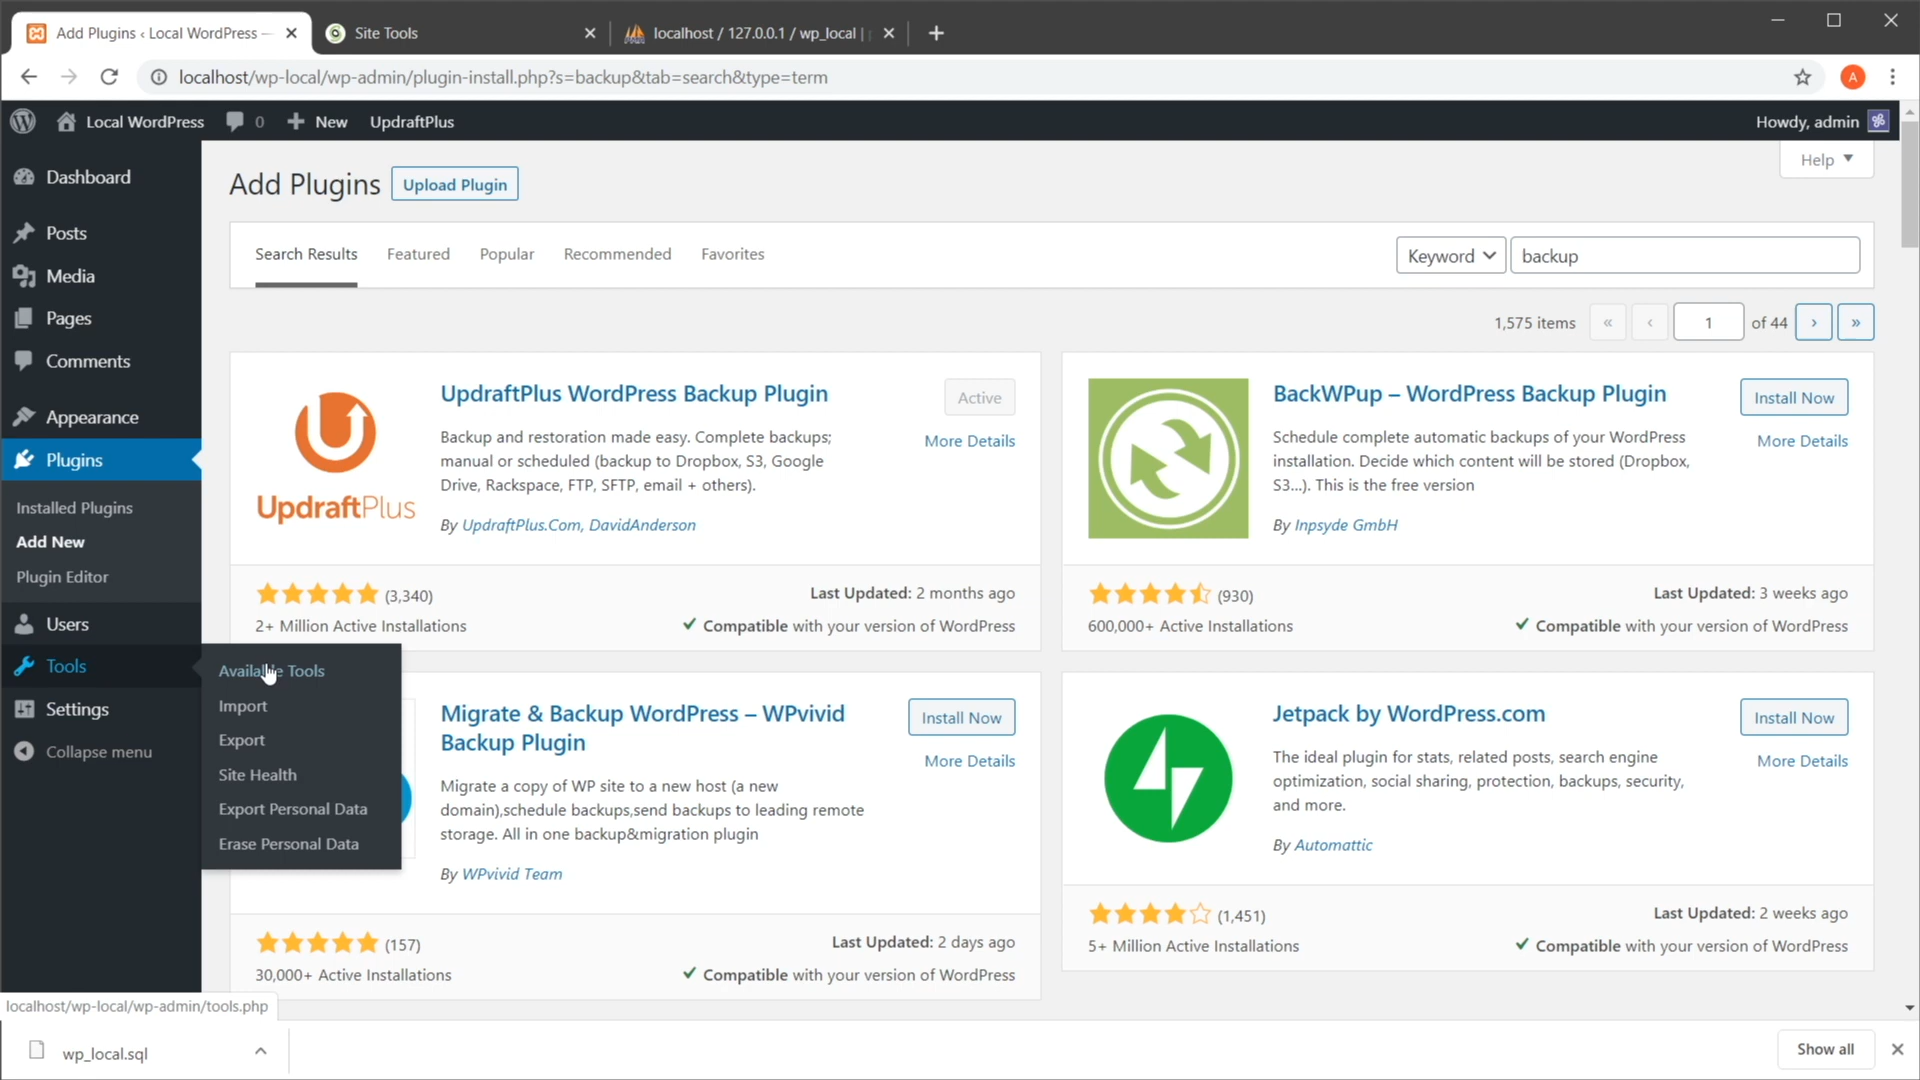 Add Plugins ‹ Local WordPress —
Site Tools
localhost / 127.0.0.1 / wp_local |
localhost/wp-local/wp-admin/plugin-install.php?s=backup&tab=search&type=term
A
Local WordPress
0
New
UpdraftPlus
Howdy, admin
Dashboard
Posts
Media
Pages
Comments
Appearance
Plugins
Installed Plugins
Add New
Plugin Editor
Users
Tools
Settings
Collapse menu
Available Tools
Import
Export
Site Health
Export Personal Data
Erase Personal Data
Help
Add Plugins
Upload Plugin
Search Results
Featured
Popular
Recommended
Favorites
Keyword
backup
1,575 items
«
‹
1
of 44
›
»
UpdraftPlus
UpdraftPlus WordPress Backup Plugin
Active
More Details
Backup and restoration made easy. Complete backups;
manual or scheduled (backup to Dropbox, S3, Google
Drive, Rackspace, FTP, SFTP, email + others).
By UpdraftPlus.Com, DavidAnderson
(3,340)
2+ Million Active Installations
Last Updated: 2 months ago
Compatible with your version of WordPress
BackWPup – WordPress Backup Plugin
Install Now
More Details
Schedule complete automatic backups of your WordPress
installation. Decide which content will be stored (Dropbox,
S3...). This is the free version
By Inpsyde GmbH
(930)
600,000+ Active Installations
Last Updated: 3 weeks ago
Compatible with your version of WordPress
Migrate & Backup WordPress – WPvivid
Backup Plugin
Install Now
More Details
Migrate a copy of WP site to a new host (a new
domain),schedule backups,send backups to leading remote
storage. All in one backup&migration plugin
By WPvivid Team
(157)
30,000+ Active Installations
Last Updated: 2 days ago
Compatible with your version of WordPress
Jetpack by WordPress.com
Install Now
More Details
The ideal plugin for stats, related posts, search engine
optimization, social sharing, protection, backups, security,
and more.
By Automattic
(1,451)
5+ Million Active Installations
Last Updated: 2 weeks ago
Compatible with your version of WordPress
localhost/wp-local/wp-admin/tools.php
wp_local.sql
Show all